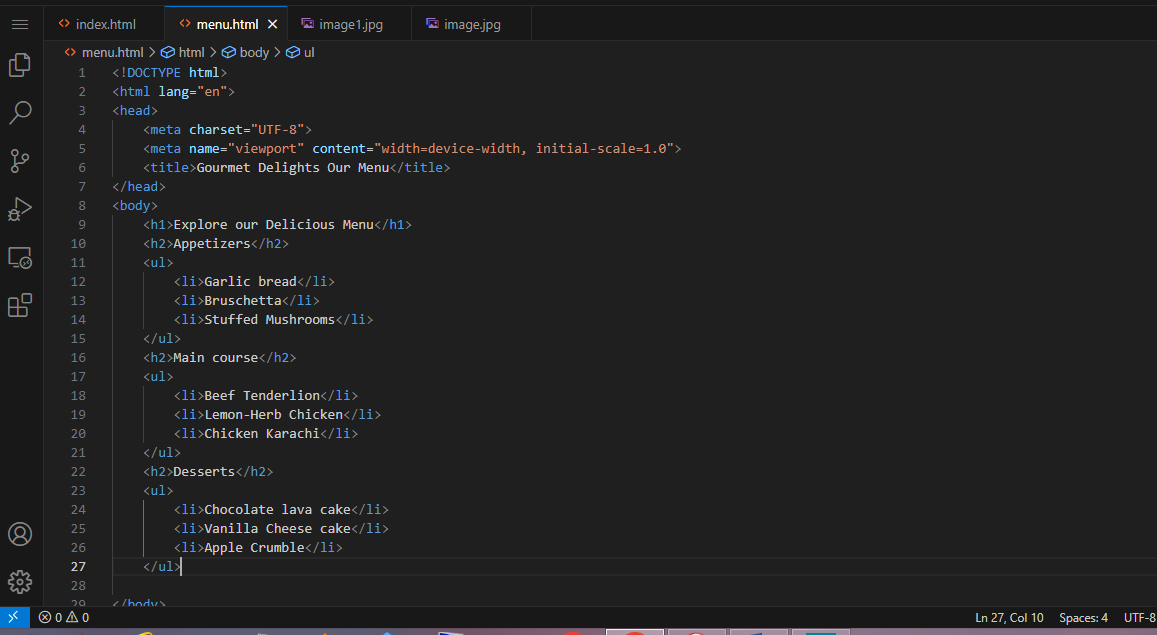 index.html menu.html image1.jpg image.jpg
menu.html > html > body > ul
1 <!DOCTYPE html>
2 <html lang="en">
3 <head>
4 <meta charset="UTF-8">
5 <meta name="viewport" content="width=device-width, initial-scale=1.0">
6 <title>Gourmet Delights Our Menu</title>
7 </head>
8 <body>
9 <h1>Explore our Delicious Menu</h1>
10 <h2>Appetizers</h2>
11 <ul>
12 <li>Garlic bread</li>
13 <li>Bruschetta</li>
14 <li>Stuffed Mushrooms</li>
15 </ul>
16 <h2>Main course</h2>
17 <ul>
18 <li>Beef Tenderlion</li>
19 <li>Lemon-Herb Chicken</li>
20 <li>Chicken Karachi</li>
21 </ul>
22 <h2>Desserts</h2>
23 <ul>
24 <li>Chocolate lava cake</li>
25 <li>Vanilla Cheese cake</li>
26 <li>Apple Crumble</li>
27 </ul>
28
29 </body>
0 0 Ln 27, Col 10 Spaces: 4 UTF-8